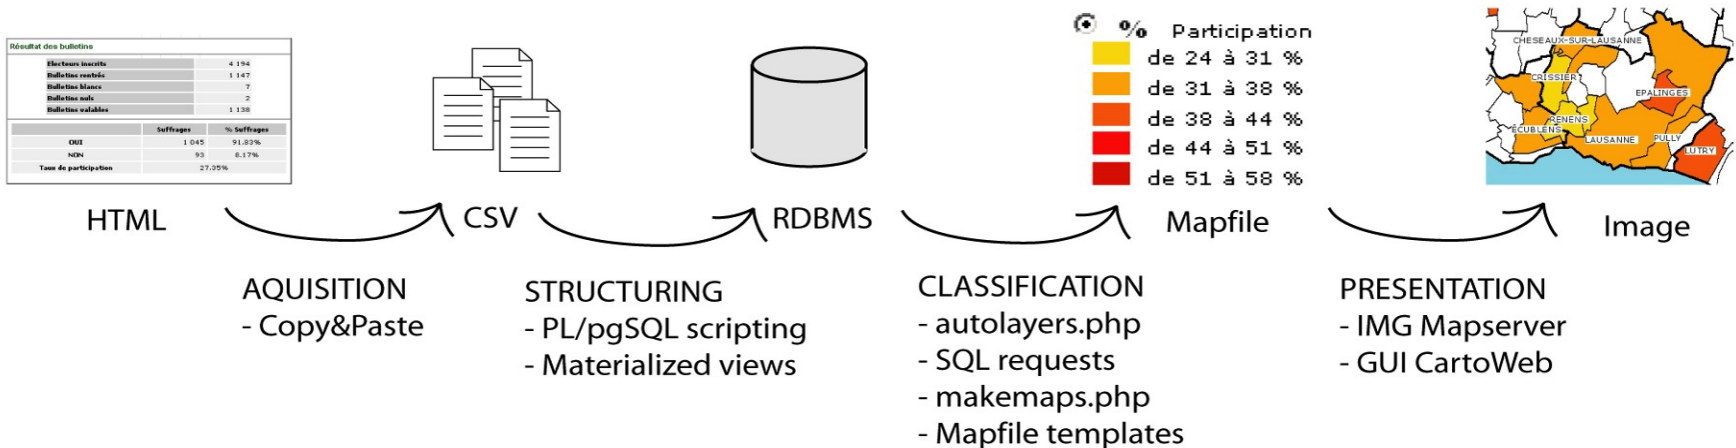 Résultat des bulletins
Electeurs inscrits 4 194
Bulletins rentrés 1 147
Bulletins blancs 7
Bulletins nuls 2
Bulletins valables 1 138
Suffrages % Suffrages
OUI 1 045 91.83%
NON 93 8.17%
Taux de participation 27.35%
% Participation
de 24 à 31 %
de 31 à 38 %
de 38 à 44 %
de 44 à 51 %
de 51 à 58 %
CHESEAUX-SUR-LAUSANNE
CRISSIER
EPALINGES
RENENS
ÉCUBLENS
LAUSANNE
PULLY
LUTRY
HTML
CSV
RDBMS
Mapfile
Image
AQUISITION
- Copy&Paste
STRUCTURING
- PL/pgSQL scripting
- Materialized views
CLASSIFICATION
- autolayers.php
- SQL requests
- makemaps.php
- Mapfile templates
PRESENTATION
- IMG Mapserver
- GUI CartoWeb